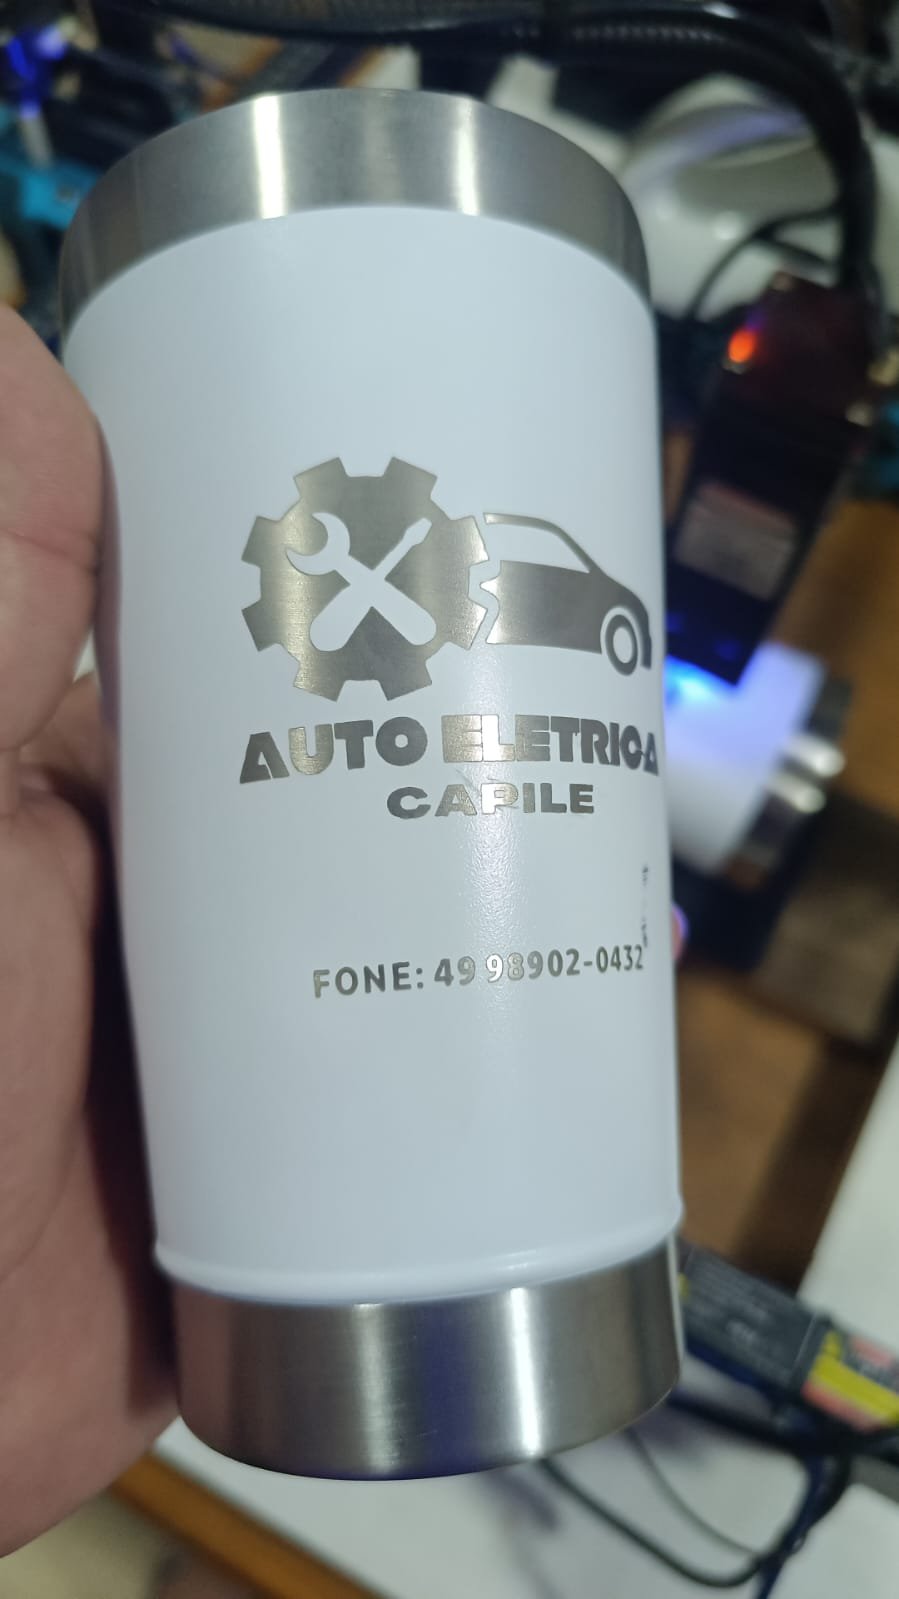 AUTO ELETRICA
CAPILE
FONE: 49 98902-0432